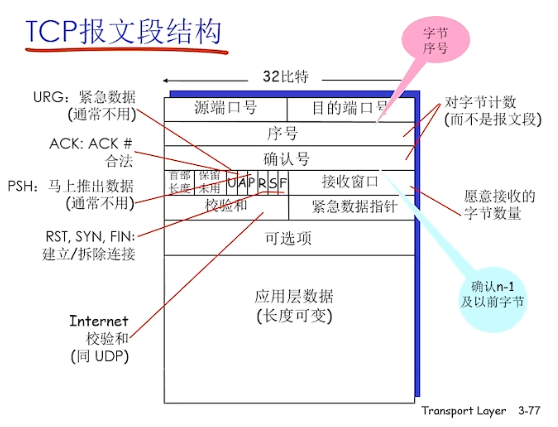 TCP报文段结构
字节
序号
32比特
URG：紧急数据
(通常不用)
源端口号
目的端口号
对字节计数
(而不是报文段)
序号
ACK: ACK #
合法
确认号
首部
长度
保留
未用
U A P R S F
接收窗口
PSH：马上推出数据
(通常不用)
愿意接收的
字节数量
校验和
紧急数据指针
RST, SYN, FIN:
建立/拆除连接
可选项
确认n-1
及以前字节
应用层数据
(长度可变)
Internet
校验和
(同 UDP)
Transport Layer 3-77